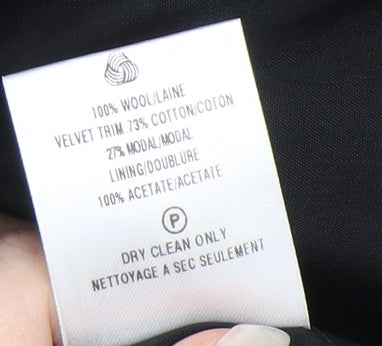 100% WOOL/LAINE
VELVET TRIM 73% COTTON/COTON
27% MODAL/MODAL
LINING/DOUBLURE
100% ACETATE/ACETATE
P
DRY CLEAN ONLY
NETTOYAGE A SEC SEULEMENT